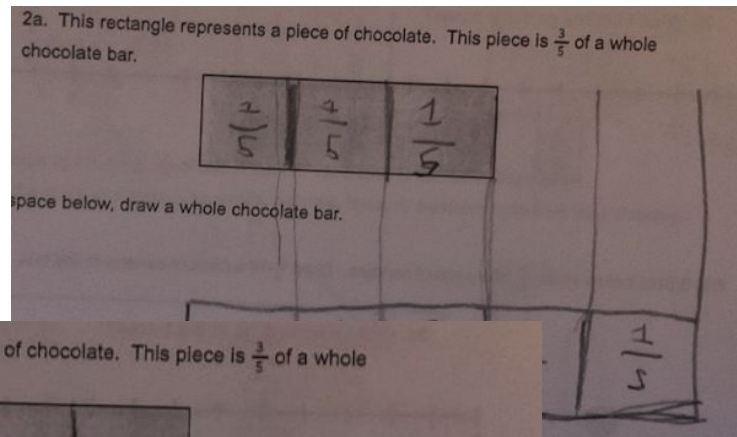 2a. This rectangle represents a piece of chocolate. This piece is 3/5 of a whole
chocolate bar.
1/5 1/5 1/5
space below, draw a whole chocolate bar.
1/5
of chocolate. This piece is 3/5 of a whole